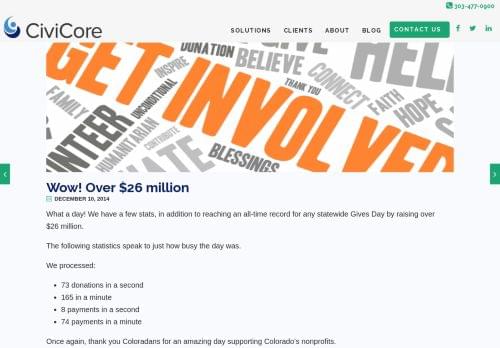 303-477-0900
CiviCore
SOLUTIONS CLIENTS ABOUT BLOG CONTACT US
DONATION
INSPIRE
BELIEVE
HELP
GET INVOLVED
THANK YOU
CONNECT
FAITH
HOPE
FAMILY
UNCONDITIONAL
HUMANITARIAN
CONTRIBUTE
BLESSINGS
Wow! Over $26 million
DECEMBER 10, 2014
What a day! We have a few stats, in addition to reaching an all-time record for any statewide Gives Day by raising over
$26 million.
The following statistics speak to just how busy the day was.
We processed:
73 donations in a second
165 in a minute
8 payments in a second
74 payments in a minute
Once again, thank you Coloradans for an amazing day supporting Colorado's nonprofits.